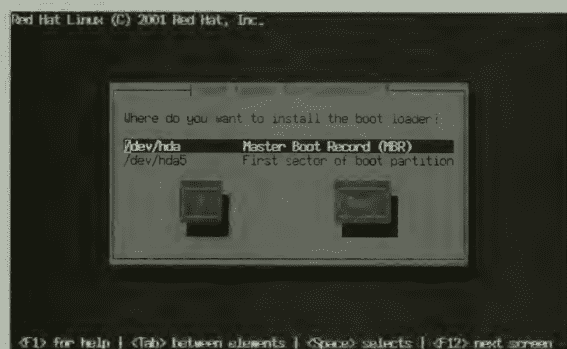 Red Hat Linux (C) 2001 Red Hat, Inc.
Where do you want to install the boot loader?
/dev/hda Master Boot Record (MBR)
/dev/hda5 First sector of boot partition
<F1> for help | <Tab> between elements | <Space> selects | <F12> next screen